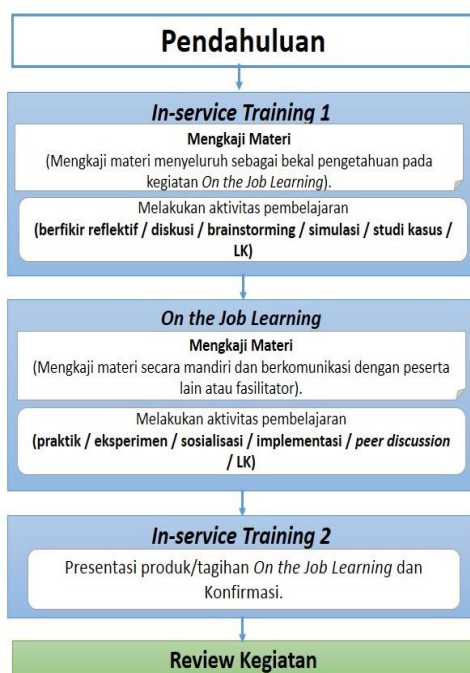 Pendahuluan
In-service Training 1
Mengkaji Materi
(Mengkaji materi menyeluruh sebagai bekal pengetahuan pada
kegiatan On the Job Learning).
Melakukan aktivitas pembelajaran
(berfikir reflektif / diskusi / brainstorming / simulasi / studi kasus /
LK)
On the Job Learning
Mengkaji Materi
(Mengkaji materi secara mandiri dan berkomunikasi dengan peserta
lain atau fasilitator).
Melakukan aktivitas pembelajaran
(praktik / eksperimen / sosialisasi / implementasi / peer discussion
/ LK)
In-service Training 2
Presentasi produk/tagihan On the Job Learning dan
Konfirmasi.
Review Kegiatan